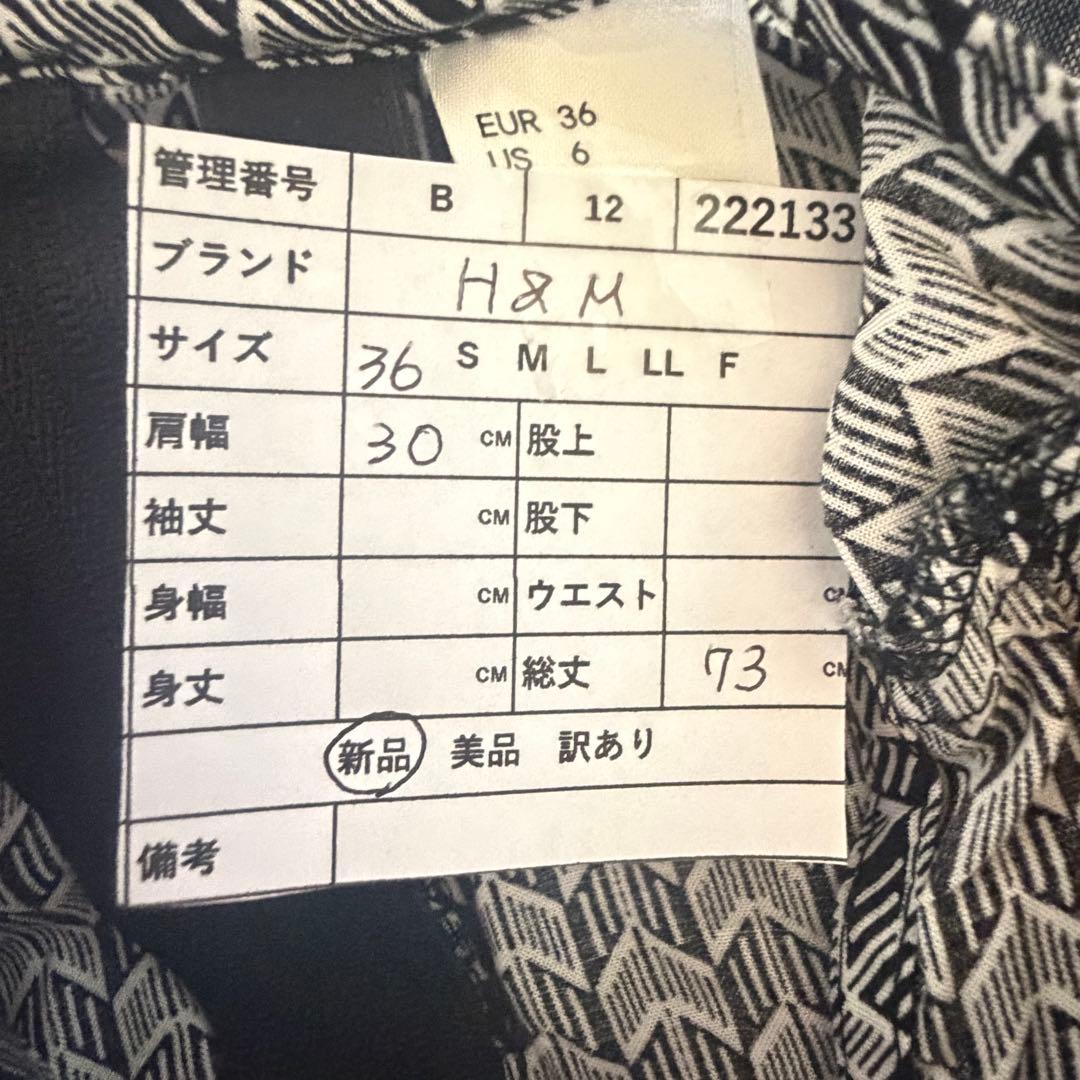 EUR 36
US 6
管理番号 B 12 222133
ブランド H&M
サイズ 36 S M L LL F
肩幅 30 CM 股上
袖丈 CM 股下
身幅 CM ウエスト CM
身丈 CM 総丈 73 CM
新品 美品 訳あり
備考